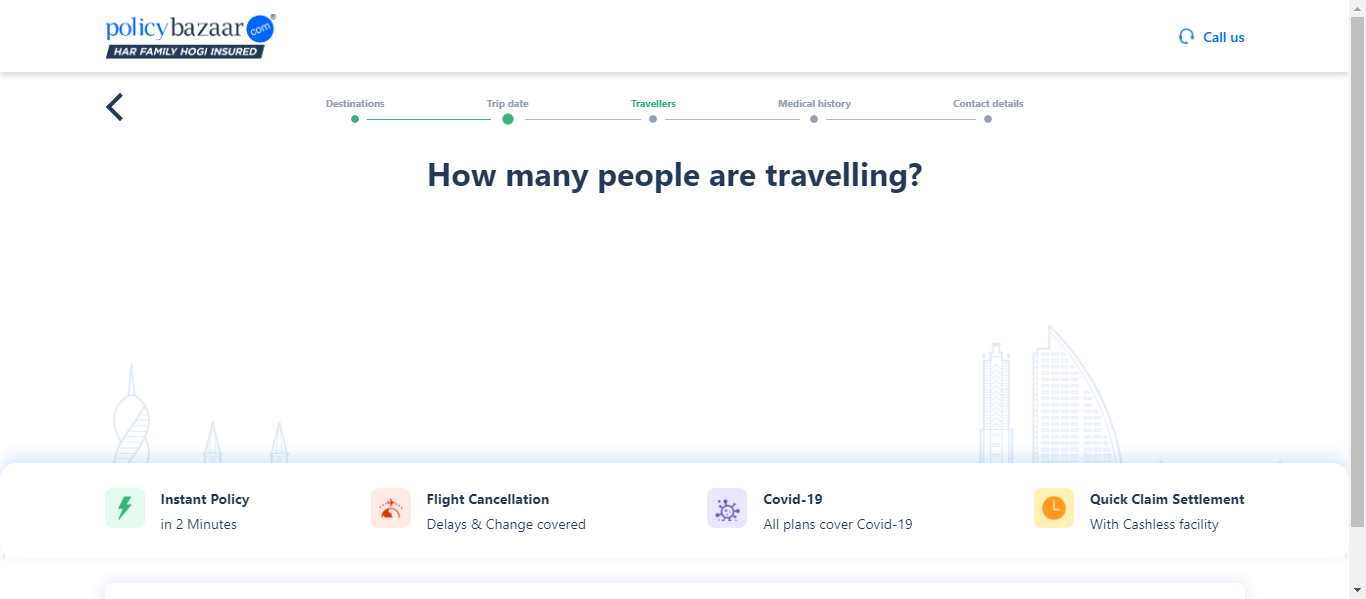 policybazaar.com®
HAR FAMILY HOGI INSURED
Call us
Destinations
Trip date
Travellers
Medical history
Contact details
How many people are travelling?
Instant Policy
in 2 Minutes
Flight Cancellation
Delays & Change covered
Covid-19
All plans cover Covid-19
Quick Claim Settlement
With Cashless facility